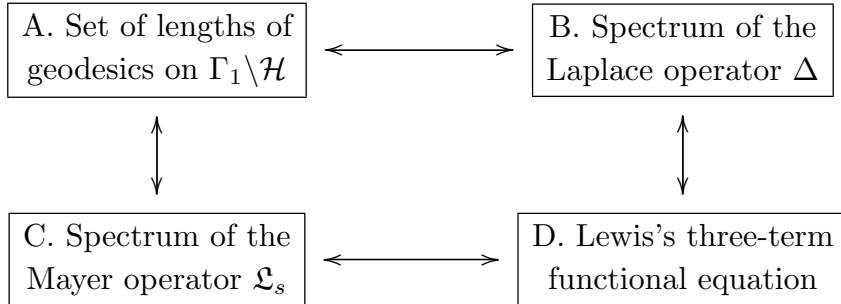 A. Set of lengths of
geodesics on Γ₁\ℋ
B. Spectrum of the
Laplace operator Δ
C. Spectrum of the
Mayer operator 𝕷ₛ
D. Lewis's three-term
functional equation